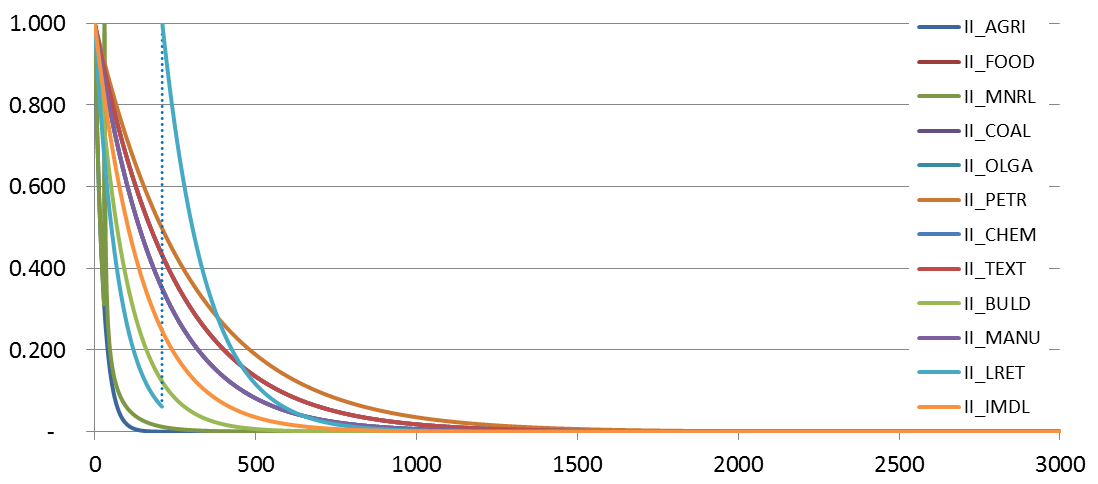 1.000
0.800
0.600
0.400
0.200
-
0
500
1000
1500
2000
2500
3000
II_AGRI
II_FOOD
II_MNRL
II_COAL
II_OLGA
II_PETR
II_CHEM
II_TEXT
II_BUILD
II_MANU
II_LRET
II_IMDL